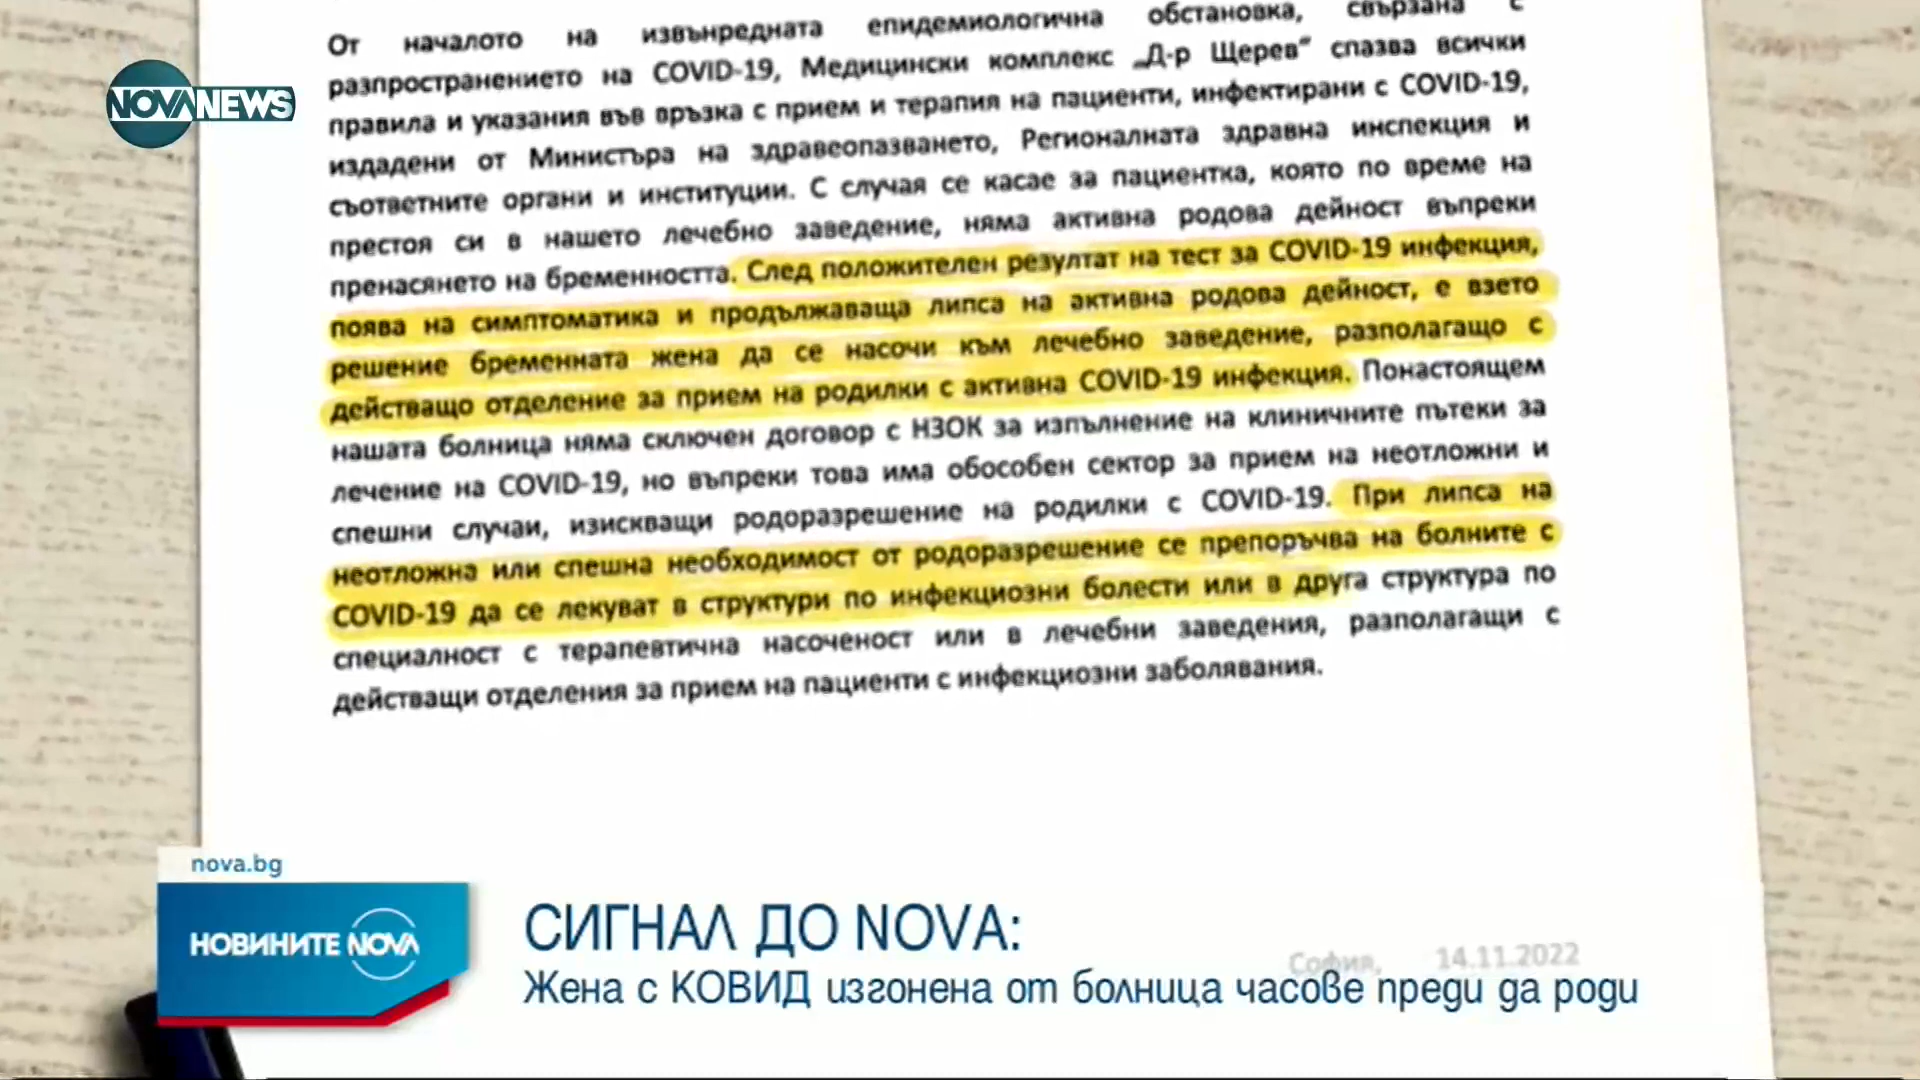 От началото на извънредната епидемиологична обстановка, свързана с
разпространението на COVID-19, Медицински комплекс „Д-р Щерев“ спазва всички
правила и указания във връзка с прием и терапия на пациенти, инфектирани с COVID-19,
издадени от Министъра на здравеопазването, Регионалната здравна инспекция и
съответните органи и институции. С случая се касае за пациентка, която по време на
престоя си в нашето лечебно заведение, няма активна родова дейност въпреки
пренасянето на бременността. След положителен резултат на тест за COVID-19 инфекция,
поява на симптоматика и продължаваща липса на активна родова дейност, е взето
решение бременната жена да се насочи към лечебно заведение, разполагащо с
действащо отделение за прием на родилки с активна COVID-19 инфекция. Понастоящем
нашата болница няма сключен договор с НЗОК за изпълнение на клиничните пътеки за
лечение на COVID-19, но въпреки това има обособен сектор за прием на неотложни и
спешни случаи, изискващи родоразрешение на родилки с COVID-19. При липса на
неотложна или спешна необходимост от родоразрешение се препоръчва на болните с
COVID-19 да се лекуват в структури по инфекциозни болести или в друга структура по
специалност с терапевтична насоченост или в лечебни заведения, разполагащи с
действащи отделения за прием на пациенти с инфекциозни заболявания.
София, 14.11.2022
NOVANEWS
nova.bg
НОВИНИТЕ NOVA
СИГНАЛ ДО NOVA:
Жена с КОВИД изгонена от болница часове преди да роди